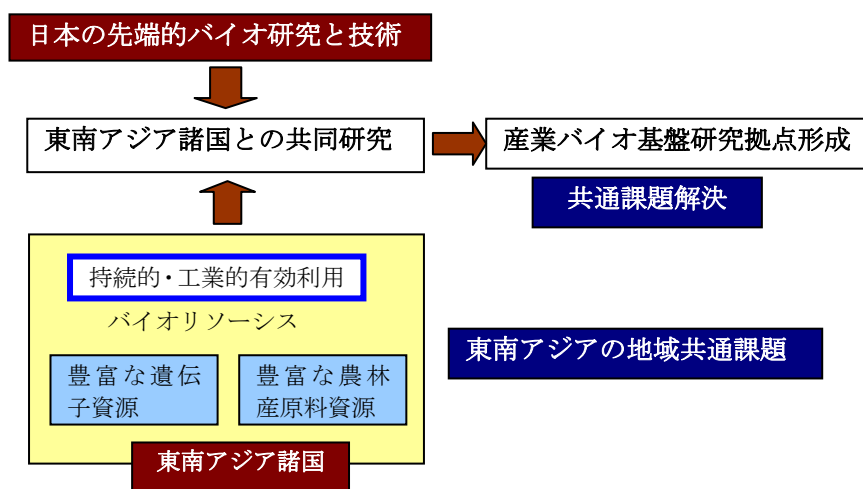 日本の先端的バイオ研究と技術
東南アジア諸国との共同研究
産業バイオ基盤研究拠点形成
共通課題解決
持続的・工業的有効利用
バイオリソーシス
豊富な遺伝
子資源
豊富な農林
産原料資源
東南アジア諸国
東南アジアの地域共通課題